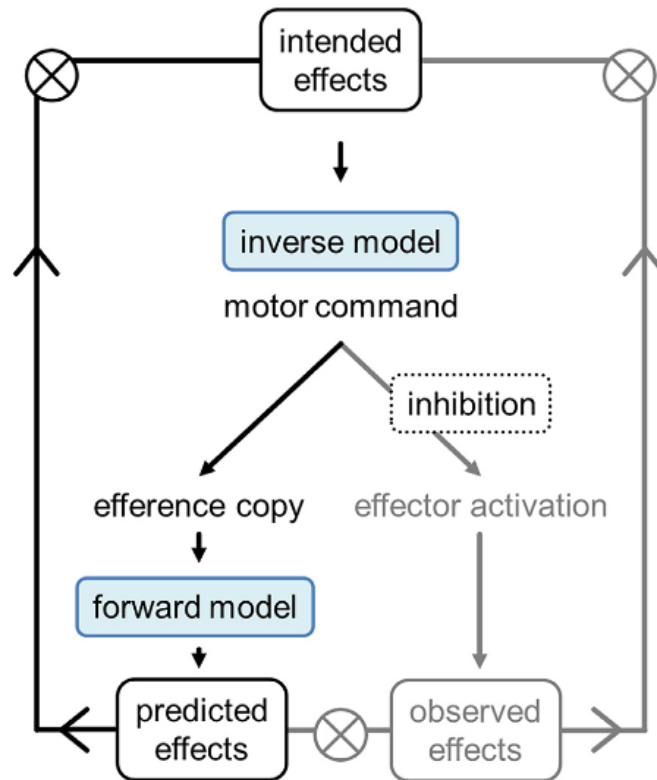 intended
effects
inverse model
motor command
inhibition
efference copy
effector activation
forward model
predicted
effects
observed
effects